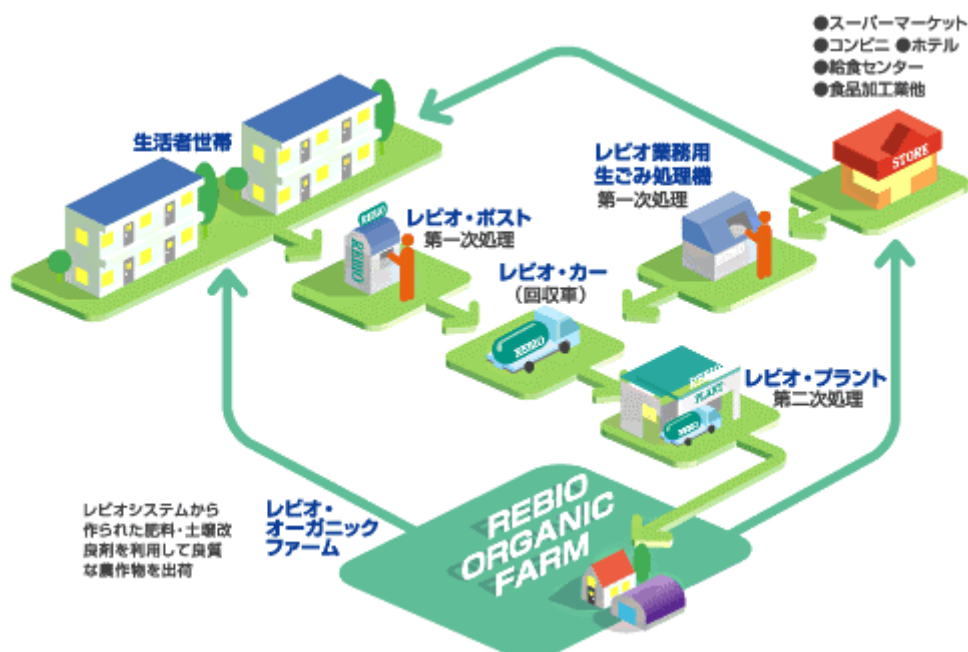 ●スーパーマーケット
●コンビニ ●ホテル
●給食センター
●食品加工業他
STORE
生活者世帯
レビオ業務用
生ごみ処理機
第一次処理
REBIO
REBIO
レビオ・ポスト
第一次処理
レビオ・カー
（回収車）
REBIO
レビオ・プラント
第二次処理
REBIO
PLANT
REBIO
レビオシステムから
作られた肥料・土壌改
良剤を利用して良質
な農作物を出荷
レビオ・
オーガニック
ファーム
REBIO
ORGANIC
FARM